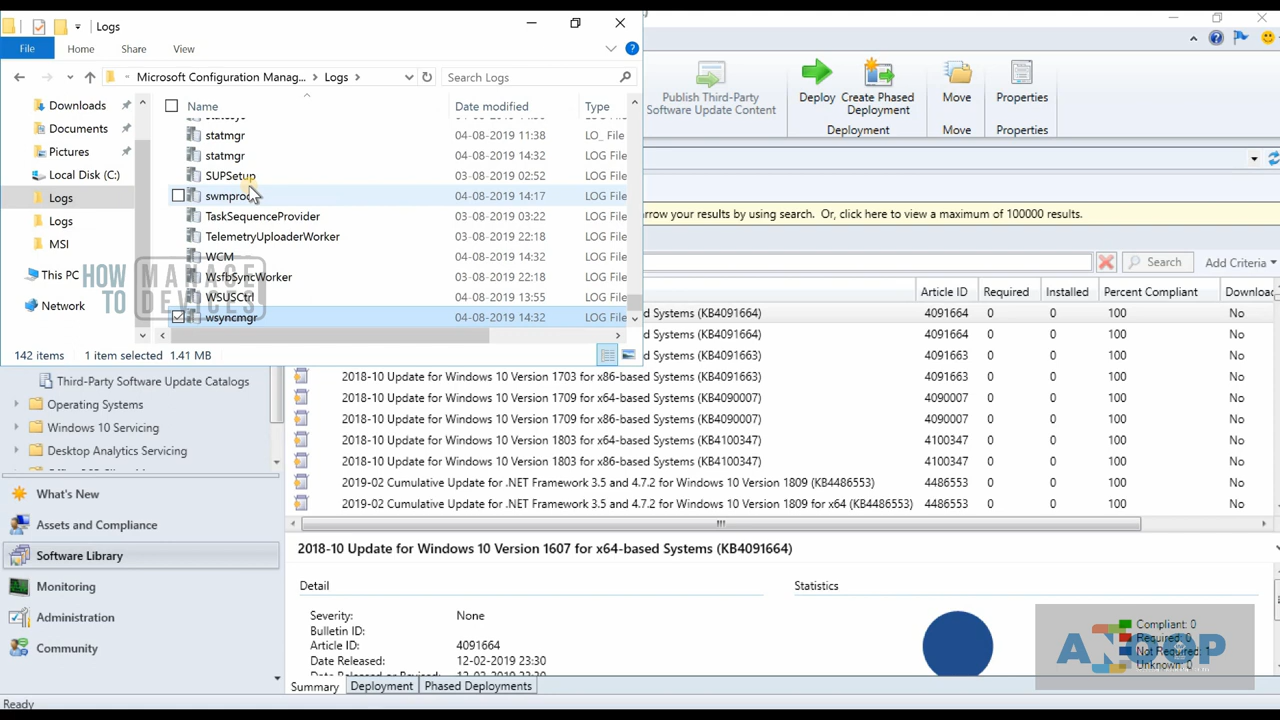 Logs
File
Home
Share
View
Microsoft Configuration Manag...
Logs
Search Logs
Downloads
Documents
Pictures
Local Disk (C:)
Logs
Logs
MSI
This PC
Network
Name
Date modified
Type
statmgr 04-08-2019 11:38 LO_ File
statmgr 04-08-2019 14:32 LOG File
SUPSetup 03-08-2019 02:52 LOG File
04-08-2019 14:17 LOG File
TaskSequenceProvider 03-08-2019 03:22 LOG File
TelemetryUploaderWorker 03-08-2019 22:18 LOG File
WCM 04-08-2019 14:32 LOG File
WsfbSyncWorker 03-08-2019 22:18 LOG File
WSUSCtrl 04-08-2019 13:55 LOG File
wsyncmgr 04-08-2019 14:32 LOG File
142 items
1 item selected 1.41 MB
HOW MANAGE
TO DEVICES
Publish Third-Party
Software Update Content
Deploy
Create Phased
Deployment
Deployment
Move
Move
Properties
Properties
arrow your results by using search. Or, click here to view a maximum of 100000 results.
Search
Add Criteria
Article ID Required Installed Percent Compliant
d Systems (KB4091664) 4091664 0 0 100 No
d Systems (KB4091664) 4091664 0 0 100 No
d Systems (KB4091663) 4091663 0 0 100 No
2018-10 Update for Windows 10 Version 1703 for x86-based Systems (KB4091663) 4091663 0 0 100 No
2018-10 Update for Windows 10 Version 1709 for x64-based Systems (KB4090007) 4090007 0 0 100 No
2018-10 Update for Windows 10 Version 1709 for x86-based Systems (KB4090007) 4090007 0 0 100 No
2018-10 Update for Windows 10 Version 1803 for x64-based Systems (KB4100347) 4100347 0 0 100 No
2018-10 Update for Windows 10 Version 1803 for x86-based Systems (KB4100347) 4100347 0 0 100 No
2019-02 Cumulative Update for .NET Framework 3.5 and 4.7.2 for Windows 10 Version 1809 (KB4486553) 4486553 0 0 100 No
2019-02 Cumulative Update for .NET Framework 3.5 and 4.7.2 for Windows 10 Version 1809 for x64 (KB4486553) 4486553 0 0 100 No
Third-Party Software Update Catalogs
Operating Systems
Windows 10 Servicing
Desktop Analytics Servicing
What's New
Assets and Compliance
Software Library
Monitoring
Administration
Community
2018-10 Update for Windows 10 Version 1607 for x64-based Systems (KB4091664)
Detail
Severity: None
Bulletin ID:
Article ID: 4091664
Date Released: 12-02-2019 23:30
Statistics
Compliant: 0
Required: 0
Not Required: 1
Unknown: 0
Summary
Deployment
Phased Deployments
Ready